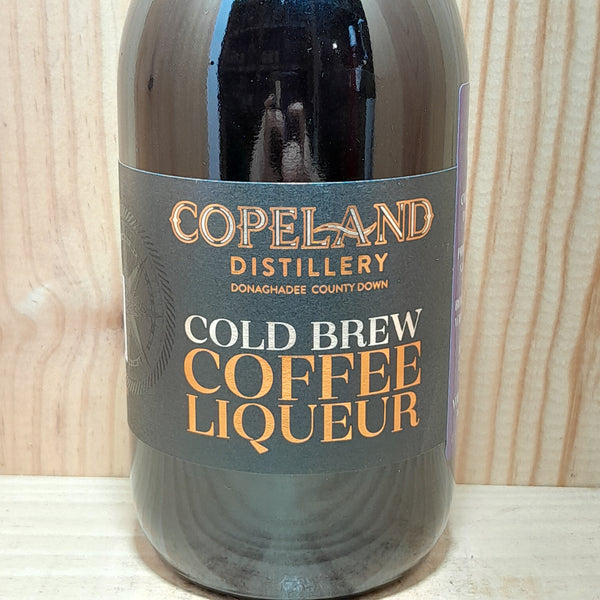 COPELAND
DISTILLERY
DONAGHADEE COUNTY DOWN
COLD BREW
COFFEE
LIQUEUR